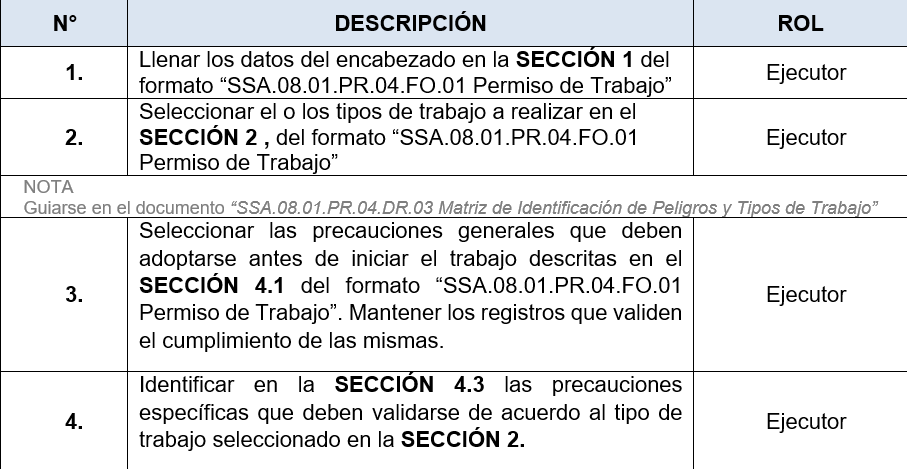 N° DESCRIPCIÓN ROL
1. Llenar los datos del encabezado en la SECCIÓN 1 del
formato “SSA.08.01.PR.04.FO.01 Permiso de Trabajo” Ejecutor
Seleccionar el o los tipos de trabajo a realizar en el
2. SECCIÓN 2 , del formato “SSA.08.01.PR.04.FO.01 Ejecutor
Permiso de Trabajo”
NOTA
Guiarse en el documento “SSA.08.01.PR.04.DR.03 Matriz de Identificación de Peligros y Tipos de Trabajo”
Seleccionar las precauciones generales que deben
adoptarse antes de iniciar el trabajo descritas en el
3. SECCIÓN 4.1 del formato “SSA.08.01.PR.04.FO.01 Ejecutor
Permiso de Trabajo”. Mantener los registros que validen
el cumplimiento de las mismas.
Identificar en la SECCIÓN 4.3 las precauciones
4. específicas que deben validarse de acuerdo al tipo de Ejecutor
trabajo seleccionado en la SECCIÓN 2.